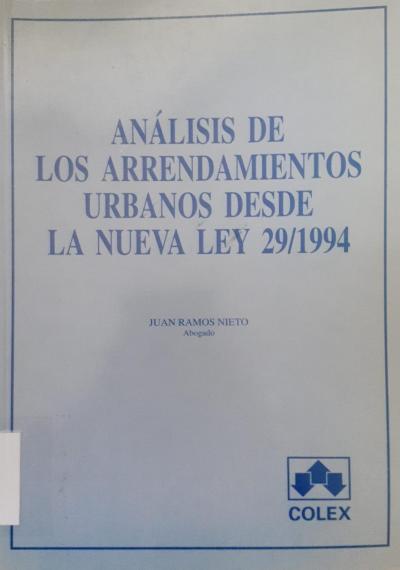 ANÁLISIS DE
LOS ARRENDAMIENTOS
URBANOS DESDE
LA NUEVA LEY 29/1994
JUAN RAMOS NIETO
Abogado
COLEX